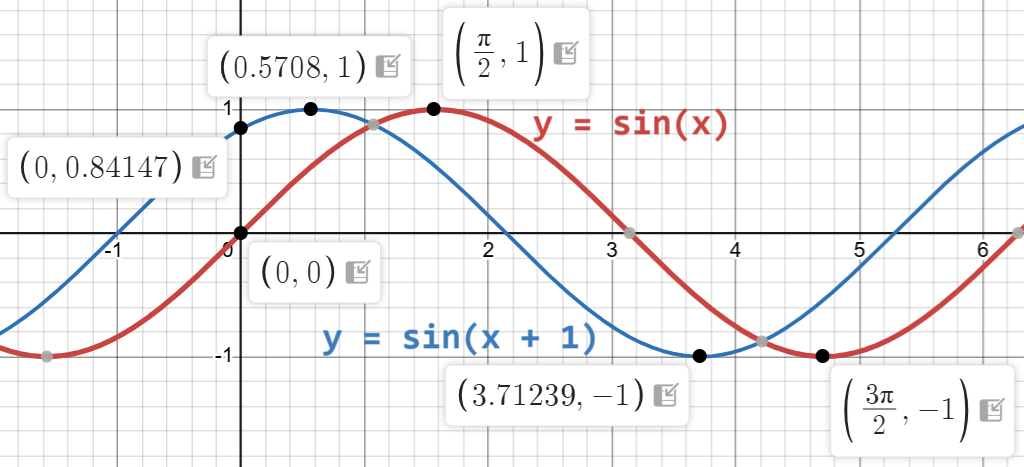 (0.5708, 1)
(π/2, 1)
1
y = sin(x)
(0, 0.84147)
-1 0 2 3 4 5 6
(0, 0)
y = sin(x + 1)
-1
(3.71239, −1)
(3π/2, −1)